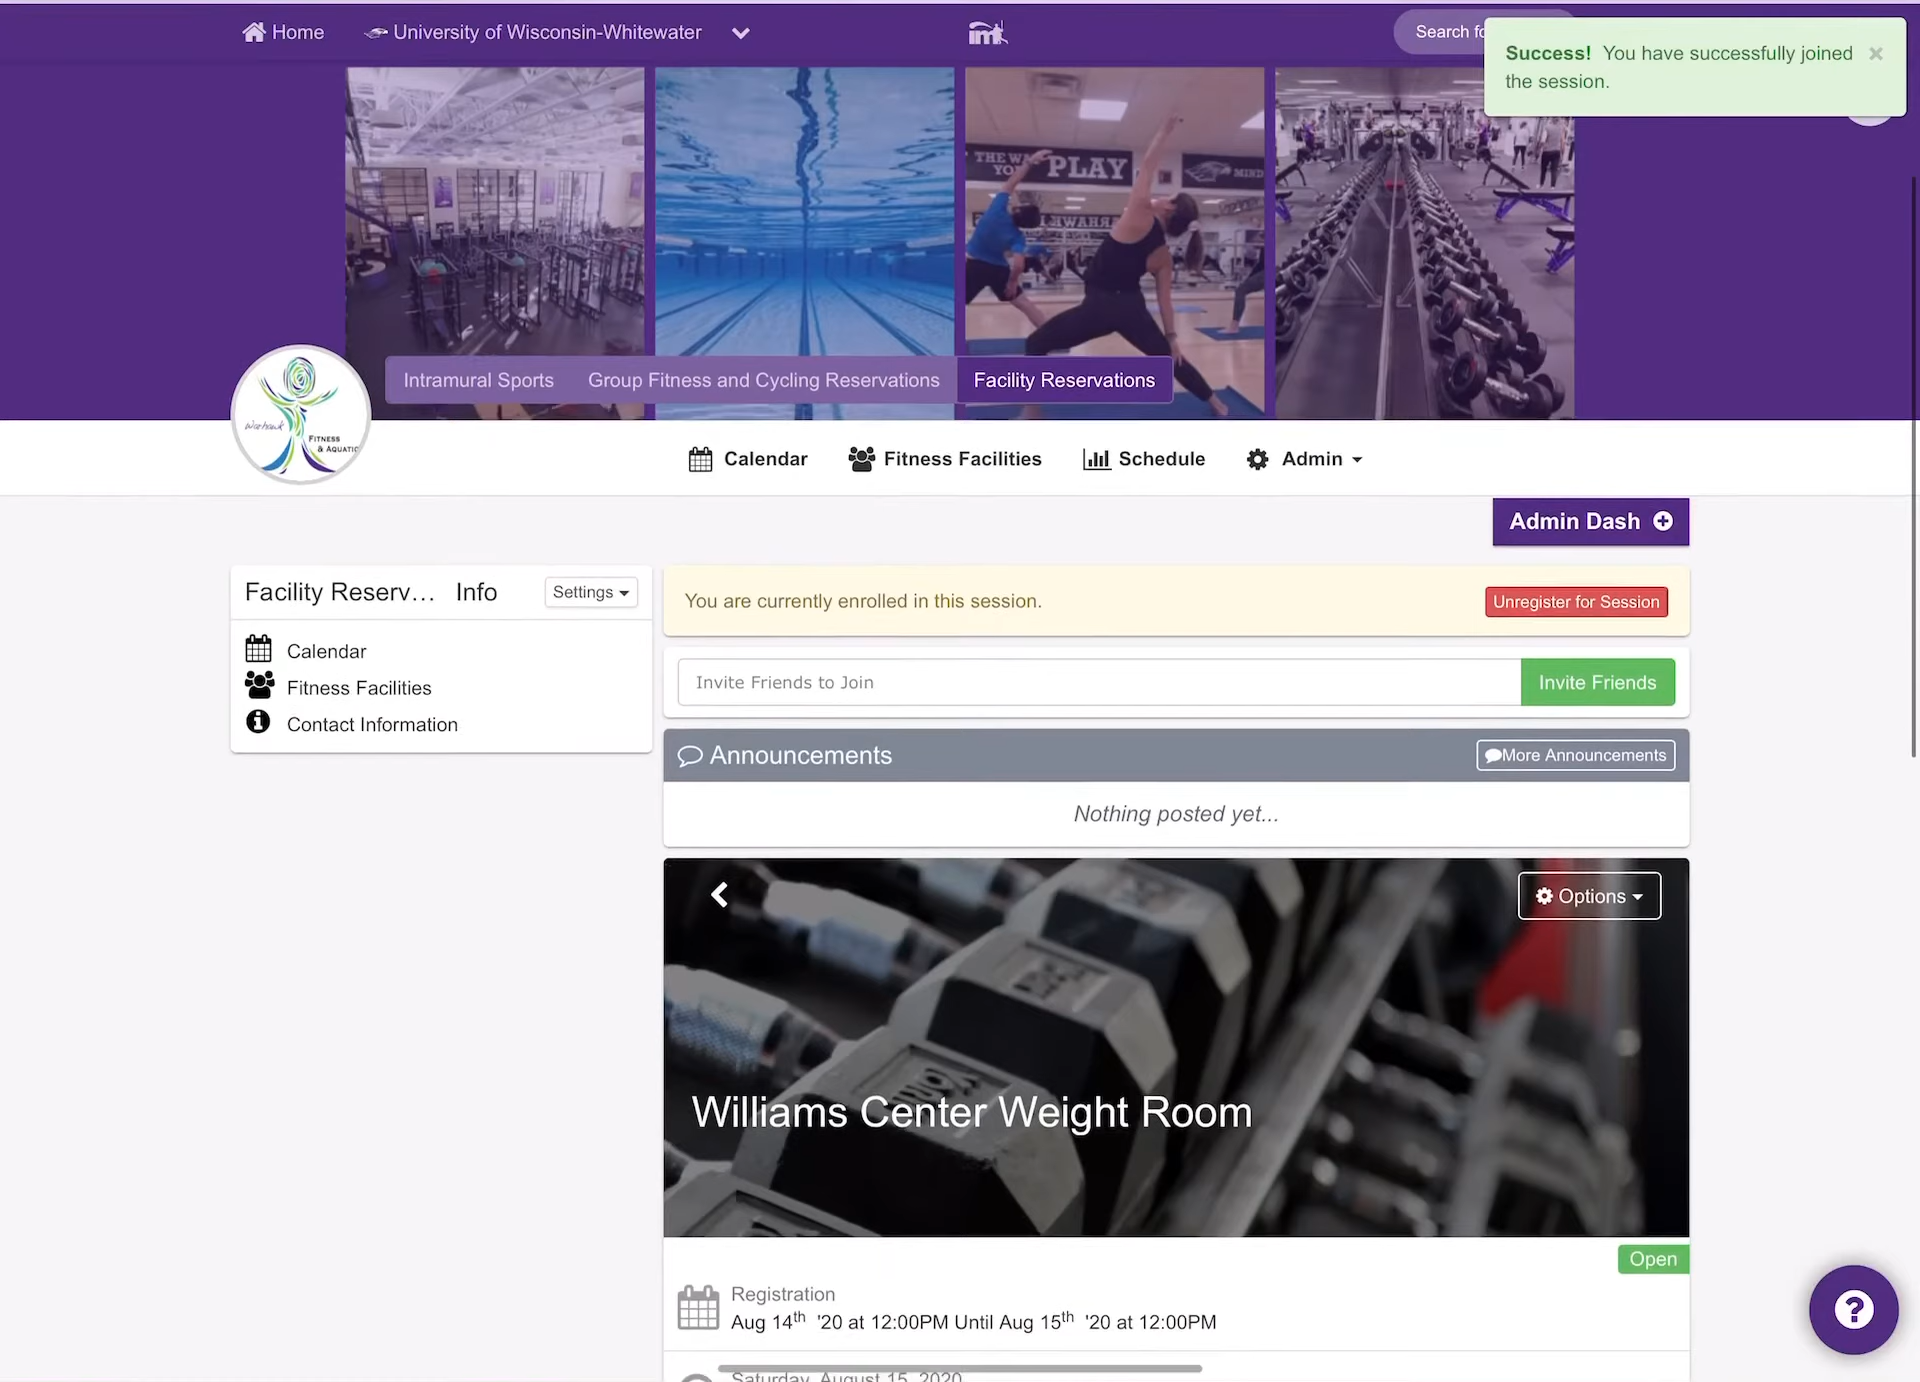 Home
University of Wisconsin-Whitewater
Success! You have successfully joined
the session.
PLAY
Warhawk
FITNESS
& AQUATIC
Intramural Sports
Group Fitness and Cycling Reservations
Facility Reservations
Calendar
Fitness Facilities
Schedule
Admin
Admin Dash
Facility Reserv...
Info
Settings
Calendar
Fitness Facilities
Contact Information
You are currently enrolled in this session.
Unregister for Session
Invite Friends to Join
Invite Friends
Announcements
More Announcements
Nothing posted yet...
Options
Williams Center Weight Room
Open
Registration
Aug 14th '20 at 12:00PM Until Aug 15th '20 at 12:00PM
Saturday, August 15, 2020